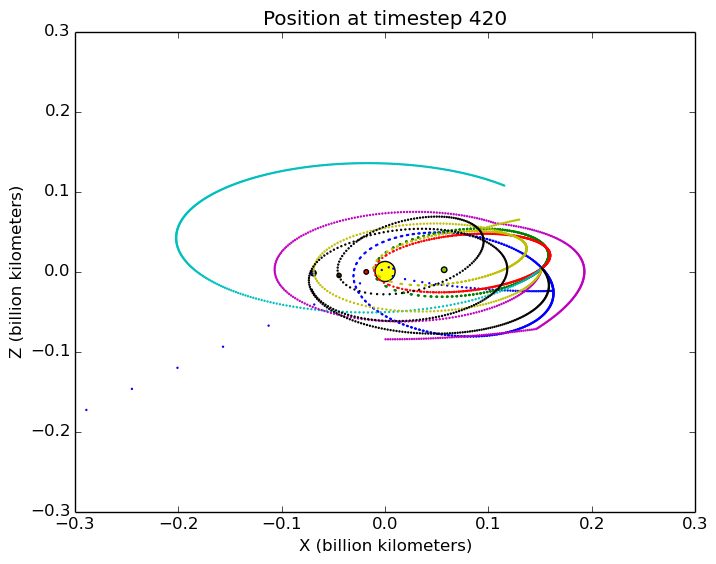 Position at timestep 420
Z (billion kilometers)
0.3
0.2
0.1
0.0
−0.1
−0.2
−0.3
−0.3 −0.2 −0.1 0.0 0.1 0.2 0.3
X (billion kilometers)